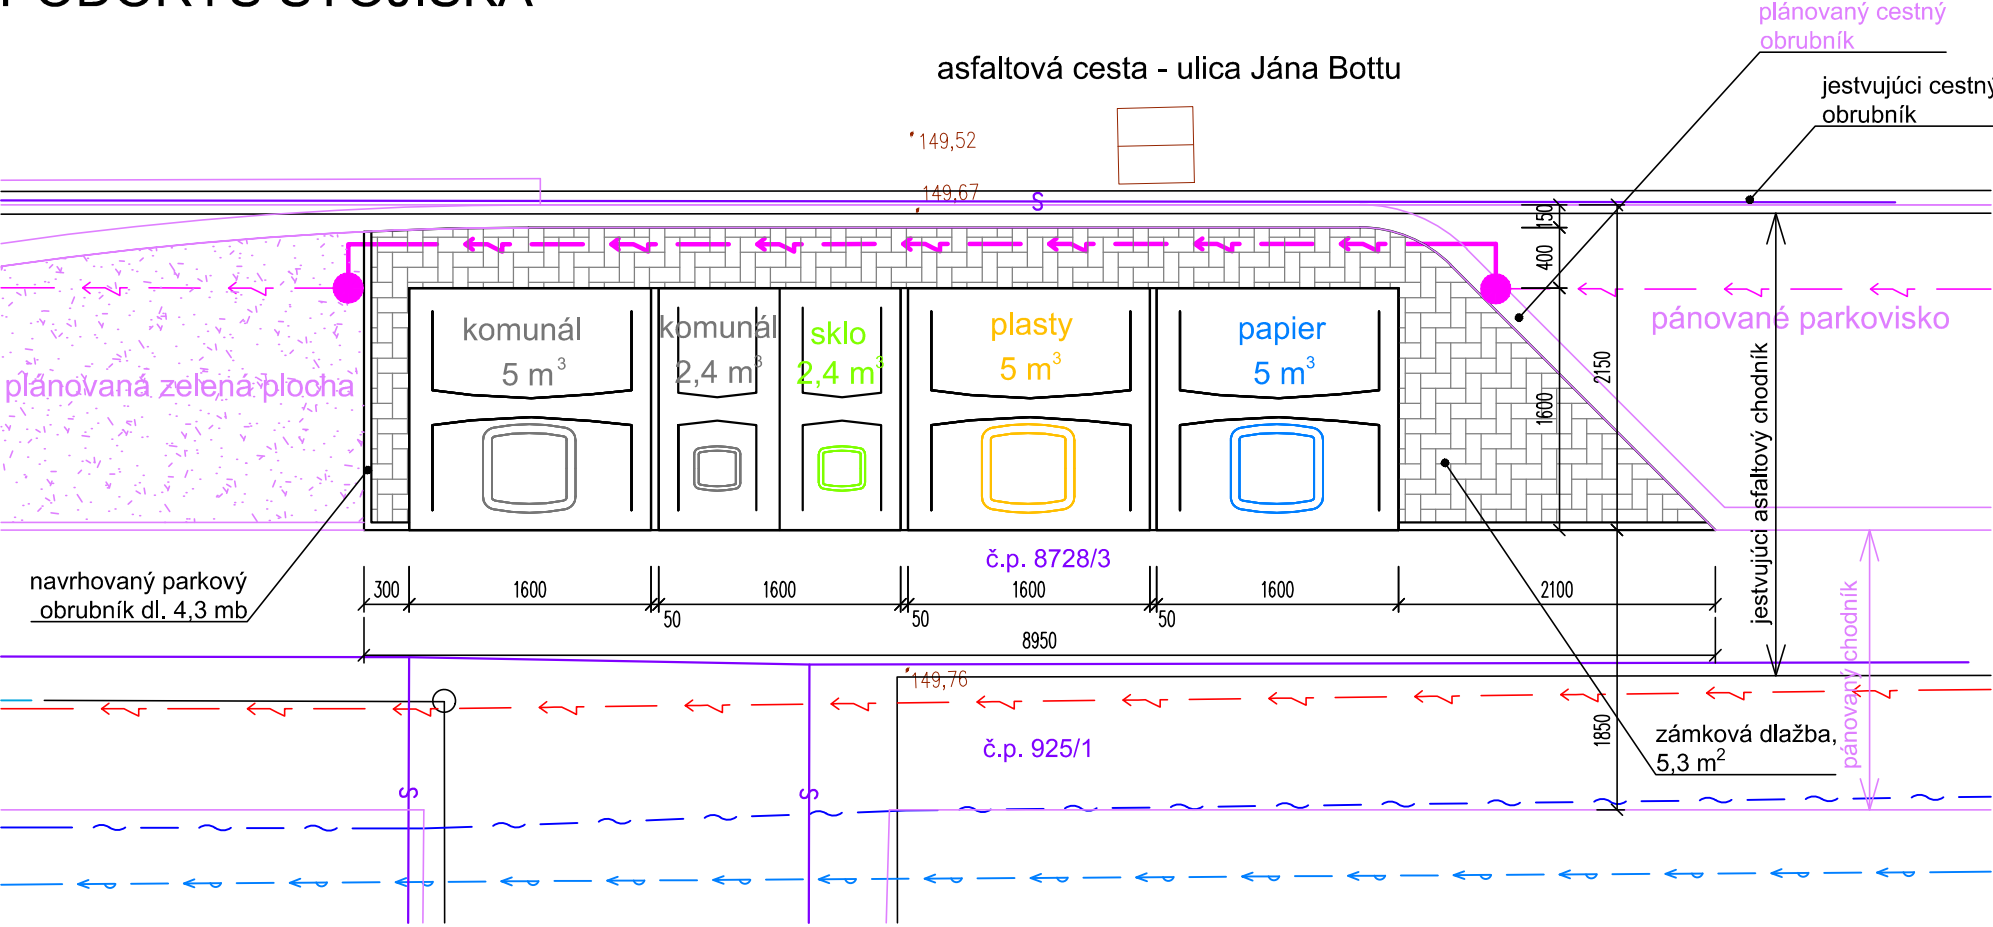 PÔDORYS STOJISKA
plánovaný cestný
obrubník
asfaltová cesta - ulica Jána Bottu
jestvujúci cestný
obrubník
149,52
149,67
S
150
400
komunál
5 m³
komunál
2,4 m³
sklo
2,4 m³
plasty
5 m³
papier
5 m³
pánované parkovisko
plánovaná zelená plocha
2150
1600
jestvujúci asfaltový chodník
č.p. 8728/3
navrhovaný parkový
obrubník dl. 4,3 mb
300
1600
1600
1600
1600
2100
50
50
50
8950
149,76
pánovaný chodník
1850
č.p. 925/1
zámková dlažba,
5,3 m²
S
S